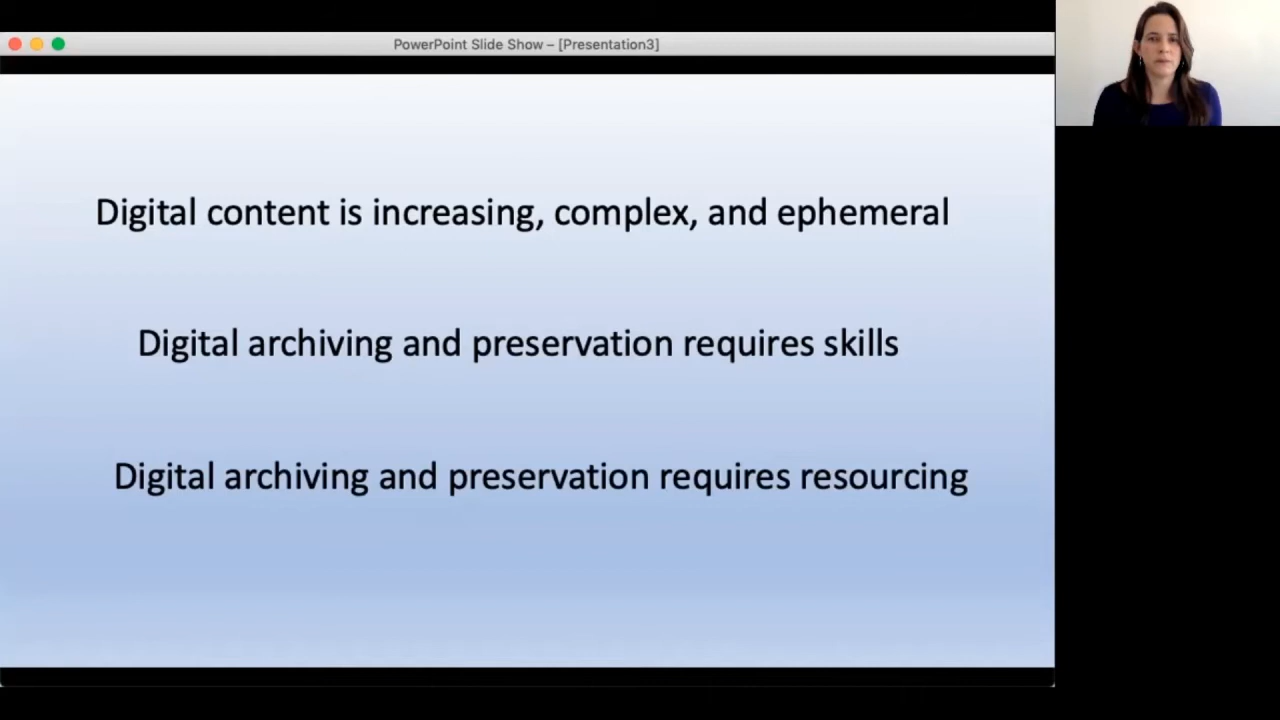 PowerPoint Slide Show – [Presentation3]
Digital content is increasing, complex, and ephemeral
Digital archiving and preservation requires skills
Digital archiving and preservation requires resourcing